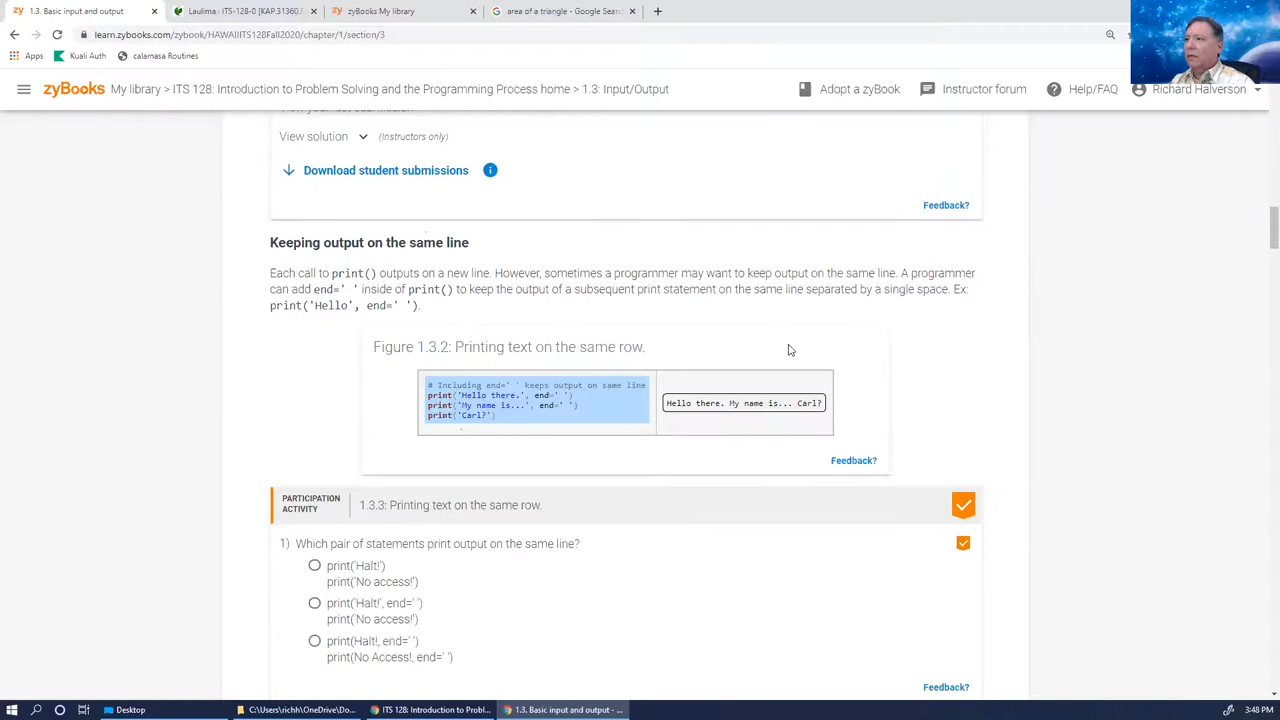 1.3. Basic input and output
Laulima : ITS-128-0 [KAP.31360.F
zyBooks My library
area of a triangle - Google Sear
learn.zybooks.com/zybook/HAWAIIITS128Fall2020/chapter/1/section/3
Apps
Kuali Auth
calamasa Routines
zyBooks My library > ITS 128: Introduction to Problem Solving and the Programming Process home > 1.3: Input/Output
Adopt a zyBook
Instructor forum
Help/FAQ
Richard Halverson
View solution
(Instructors only)
Download student submissions
Feedback?
Keeping output on the same line
Each call to print() outputs on a new line. However, sometimes a programmer may want to keep output on the same line. A programmer
can add end=' ' inside of print() to keep the output of a subsequent print statement on the same line separated by a single space. Ex:
print('Hello', end=' ').
Figure 1.3.2: Printing text on the same row.
# Including end=' ' keeps output on same line
print('Hello there.', end=' ')
print('My name is...', end=' ')
print('Carl?')
Hello there. My name is... Carl?
Feedback?
PARTICIPATION
ACTIVITY
1.3.3: Printing text on the same row.
1) Which pair of statements print output on the same line?
print('Halt!')
print('No access!')
print('Halt!', end=' ')
print('No access!')
print(Halt!, end=' ')
print(No Access!, end=' ')
Feedback?
Desktop
C:\Users\richh\OneDrive\Do...
ITS 128: Introduction to Probl...
1.3. Basic input and output - ...
3:48 PM